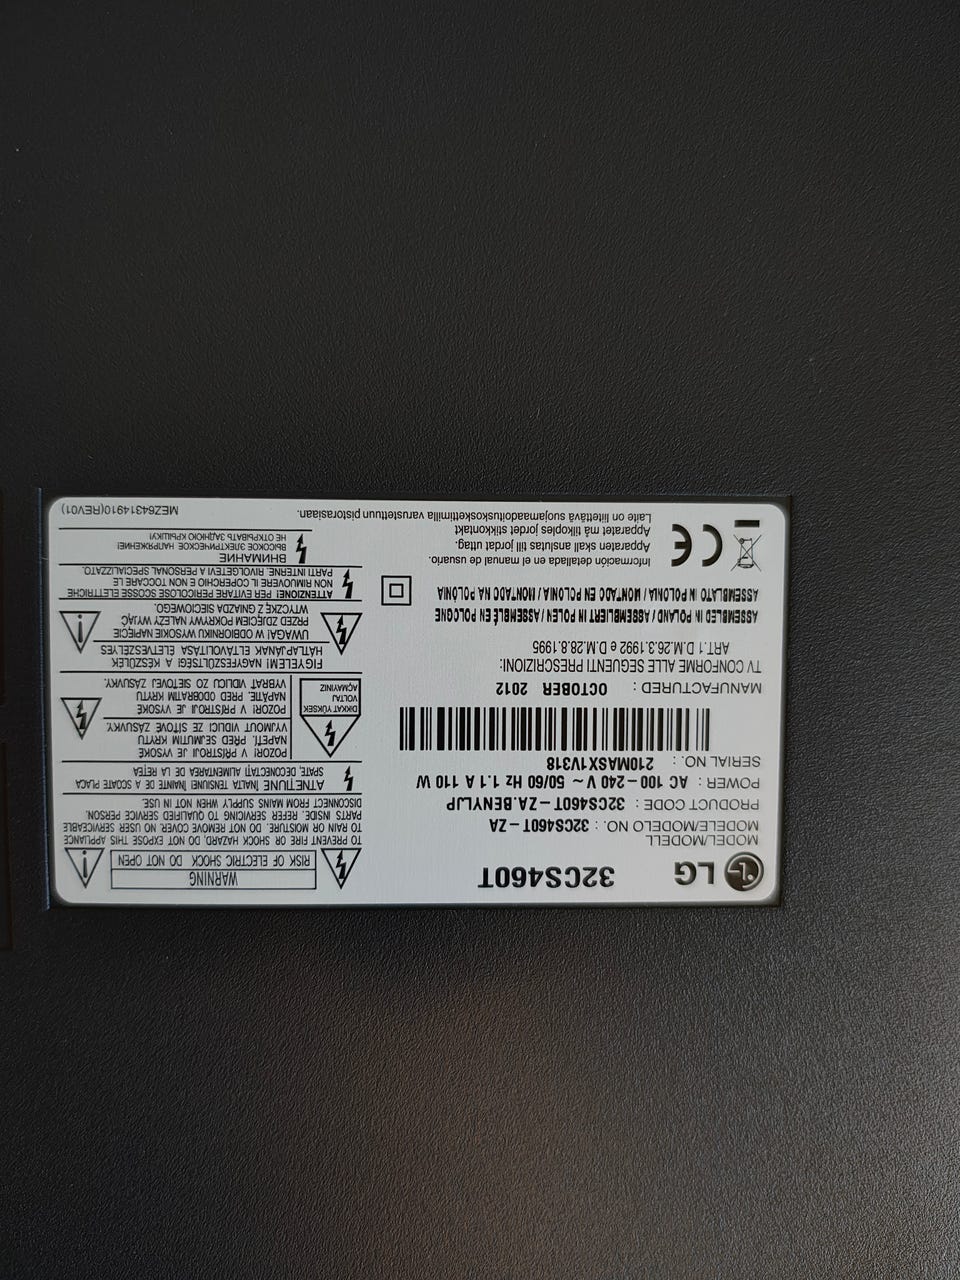 LG 32CS460T
MODEL/MODELL
MODELE/MODELO NO. : 32CS460T-ZA
PRODUCT CODE : 32CS460T-ZA.BENYLJP
POWER: AC 100-240 V ~ 50/60 Hz 1.1 A 110 W
SERIAL NO. : 210MASX1V318
MANUFACTURED : OCTOBER 2012
TV CONFORME ALLE SEGUENTI PRESCRIZIONI:
ART.1 D.M.26.3.1992 e D.M.28.8.1995
ASSEMBLED IN POLAND / ASSEMBLIERT IN POLEN / ASSEMBLÉ EN POLOGNE
ASSEMBLATO IN POLONIA / MONTADO EN POLONIA / MONTADO NA POLÓNIA
CE
Información detallada en el manual de usuario.
Apparaten skall anslutas till jordat uttag.
Apparatet må tilkoples jordet stikkontakt
Laite on liitettävä suojamadoituskoskettimilla varustettuun pistorasiaan.
WARNING
RISK OF ELECTRIC SHOCK DO NOT OPEN
TO PREVENT FIRE OR SHOCK HAZARD, DO NOT EXPOSE THIS APPLIANCE
TO RAIN OR MOISTURE. DO NOT REMOVE COVER. NO USER SERVICEABLE
PARTS INSIDE. REFER SERVICING TO QUALIFIED SERVICE PERSON.
DISCONNECT FROM MAINS SUPPLY WHEN NOT IN USE.
ATNEȚIUNE INALTA TENSIUNE! ÎNAINTE A SCOATE PLACA
SPATE, DECONECTAȚI ALIMENTAREA DE LA REȚEA
POZOR! V PŘÍSTROJI JE VYSOKÉ
NAPĚTÍ. PŘED SEJMUTÍM KRYTU
VYJMOUT VIDLICI ZE SÍŤOVÉ ZÁSUVKY.
DIKKAT YÜKSEK
VOLTAJ
AÇMAYINIZ
POZOR! V PRÍSTROJI JE VYSOKÉ
NAPÄTIE. PRED ODOBRATÍM KRYTU
VYBRAŤ VIDLICU ZO SIEŤOVEJ ZÁSUVKY.
FIGYELEM! NAGYFESZÜLTSÉG! A KÉSZÜLÉK
HÁTLAPJÁNAK ELTÁVOLÍTÁSA ÉLETVESZÉLYES
UWAGA! W ODBIORNIKU WYSOKIE NAPIĘCIE
PRZED ZDJĘCIEM POKRYWY NALEŻY WYJĄĆ
WTYCZKĘ Z GNIAZDA SIECIOWEGO.
ATTENZIONE! PER EVITARE PERICOLOSE SCOSSE ELETTRICHE
NON RIMUOVERE IL COPERCHIO E NON TOCCARE LE
PARTI INTERNE. RIVOLGETEVI A PERSONAL SPECIALIZZATO.
ВНИМАНИЕ
ВЫСОКОЕ ЭЛЕКТРИЧЕСКОЕ НАПРЯЖЕНИЕ!
НЕ ОТКРЫВАТЬ ЗАДНЮЮ КРЫШКУ!
MEZ64314910(REV01)